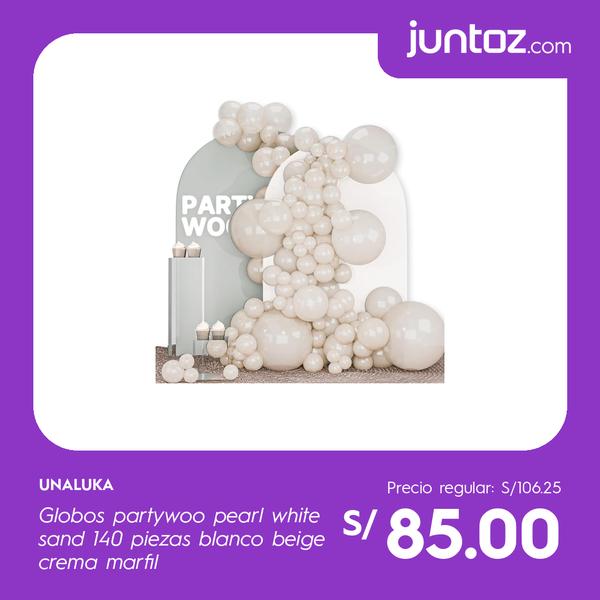 juntoz.com
PARTY
WOO
UNALUKA
Globos partywoo pearl white
sand 140 piezas blanco beige
crema marfil
Precio regular: S/106.25
S/85.00